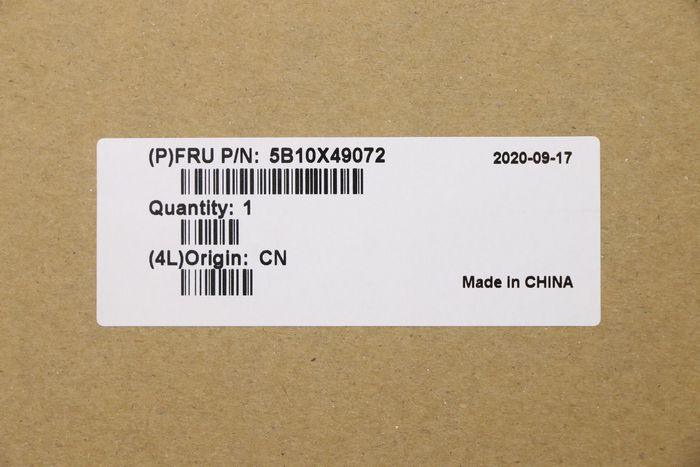 (P)FRU P/N: 5B10X49072 2020-09-17
Quantity: 1
(4L)Origin: CN
Made in CHINA